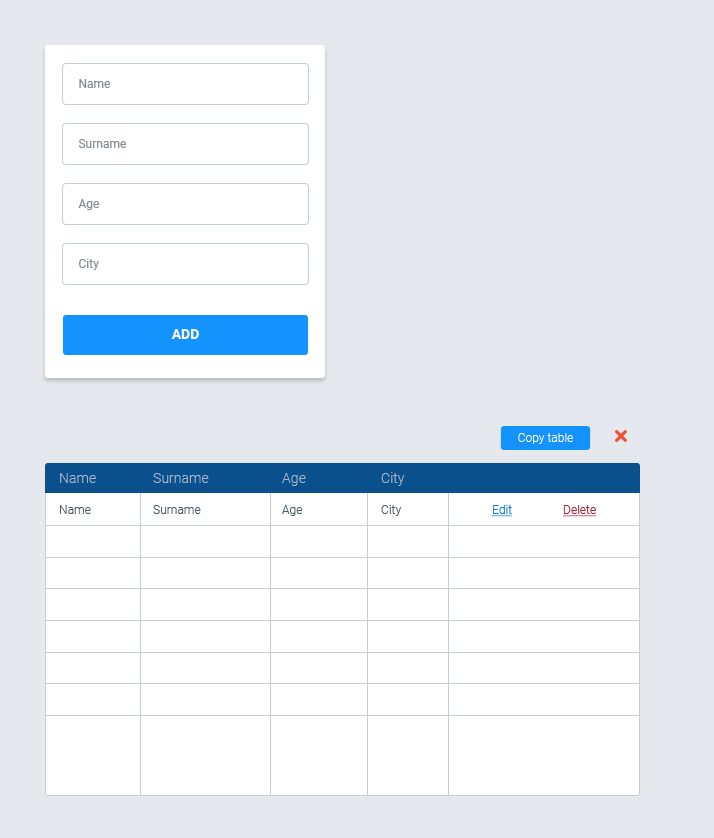 Name
Surname
Age
City
ADD
Copy table
Name Surname Age City
Name Surname Age City Edit Delete